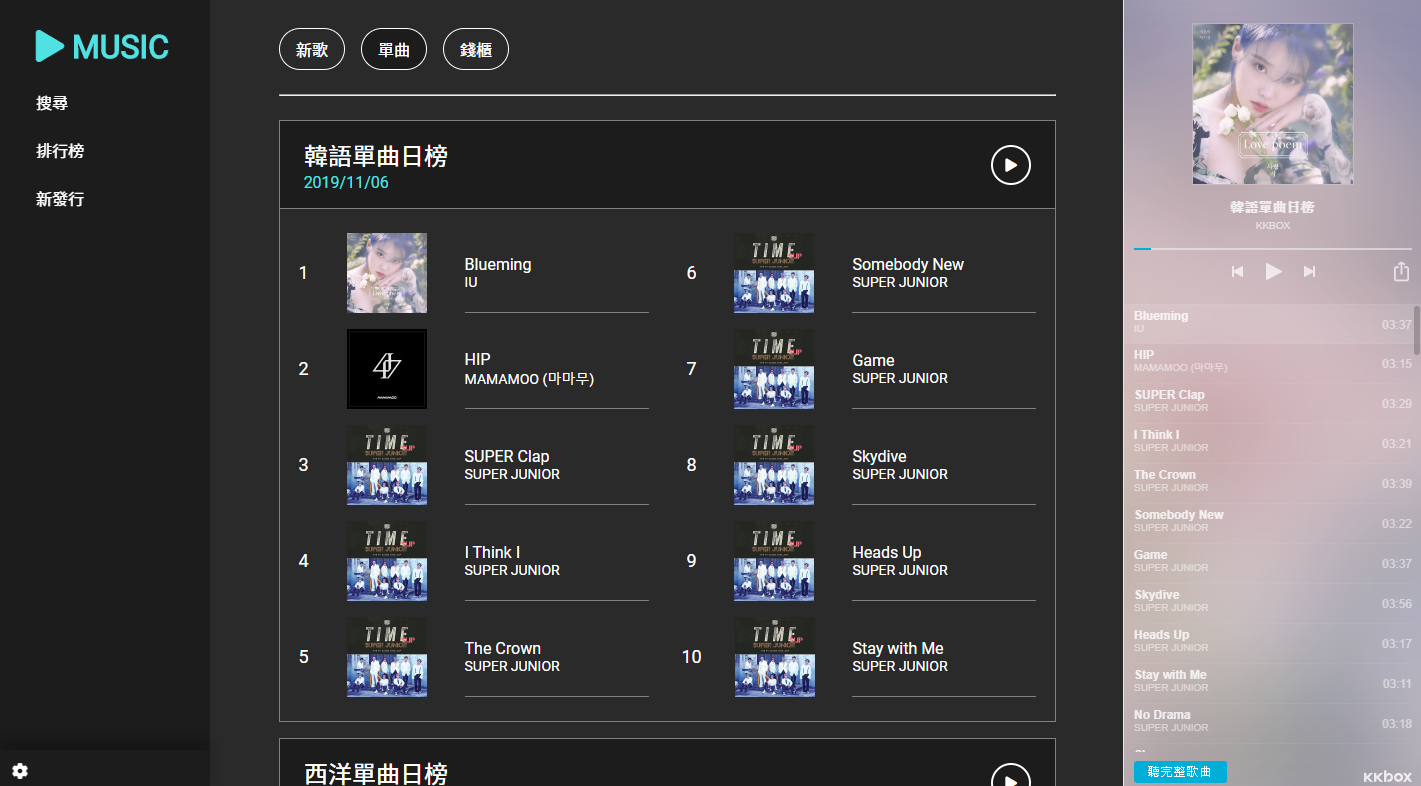 MUSIC
搜尋
排行榜
新發行
新歌
單曲
錢櫃
韓語單曲日榜
2019/11/06
1
Blueming
IU
2
HIP
MAMAMOO (마마무)
3
SUPER Clap
SUPER JUNIOR
4
I Think I
SUPER JUNIOR
5
The Crown
SUPER JUNIOR
6
Somebody New
SUPER JUNIOR
7
Game
SUPER JUNIOR
8
Skydive
SUPER JUNIOR
9
Heads Up
SUPER JUNIOR
10
Stay with Me
SUPER JUNIOR
西洋單曲日榜
Love poem
韓語單曲日榜
KKBOX
Blueming
IU
03:37
HIP
MAMAMOO (마마무)
03:15
SUPER Clap
SUPER JUNIOR
03:29
I Think I
SUPER JUNIOR
03:21
The Crown
SUPER JUNIOR
03:39
Somebody New
SUPER JUNIOR
03:22
Game
SUPER JUNIOR
03:37
Skydive
SUPER JUNIOR
03:56
Heads Up
SUPER JUNIOR
03:17
Stay with Me
SUPER JUNIOR
03:11
No Drama
SUPER JUNIOR
03:18
聽完整歌曲
KKBOX